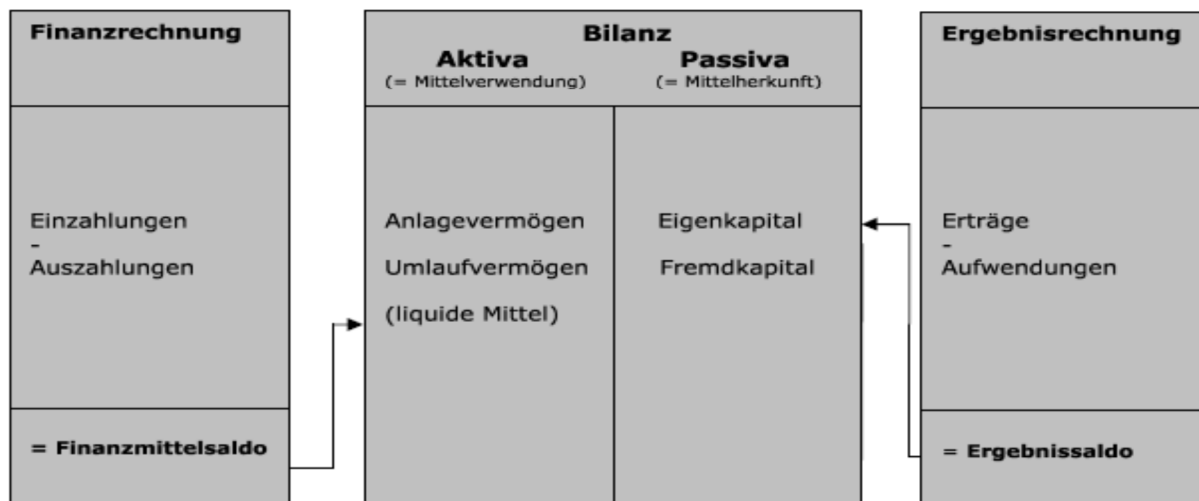 Finanzrechnung
Einzahlungen
-
Auszahlungen
= Finanzmittelsaldo
Bilanz
Aktiva
(= Mittelverwendung)
Passiva
(= Mittelherkunft)
Anlagevermögen
Umlaufvermögen
(liquide Mittel)
Eigenkapital
Fremdkapital
Ergebnisrechnung
Erträge
-
Aufwendungen
= Ergebnissaldo